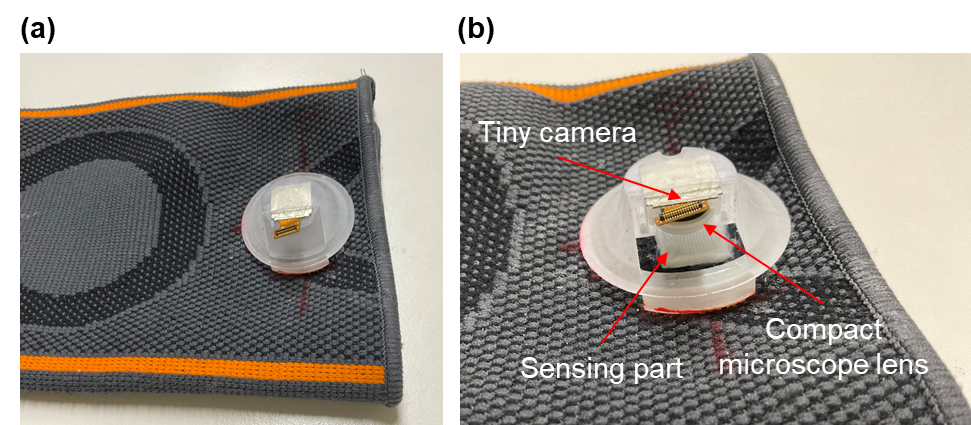 (a)
(b)
Tiny camera
Sensing part
Compact
microscope lens